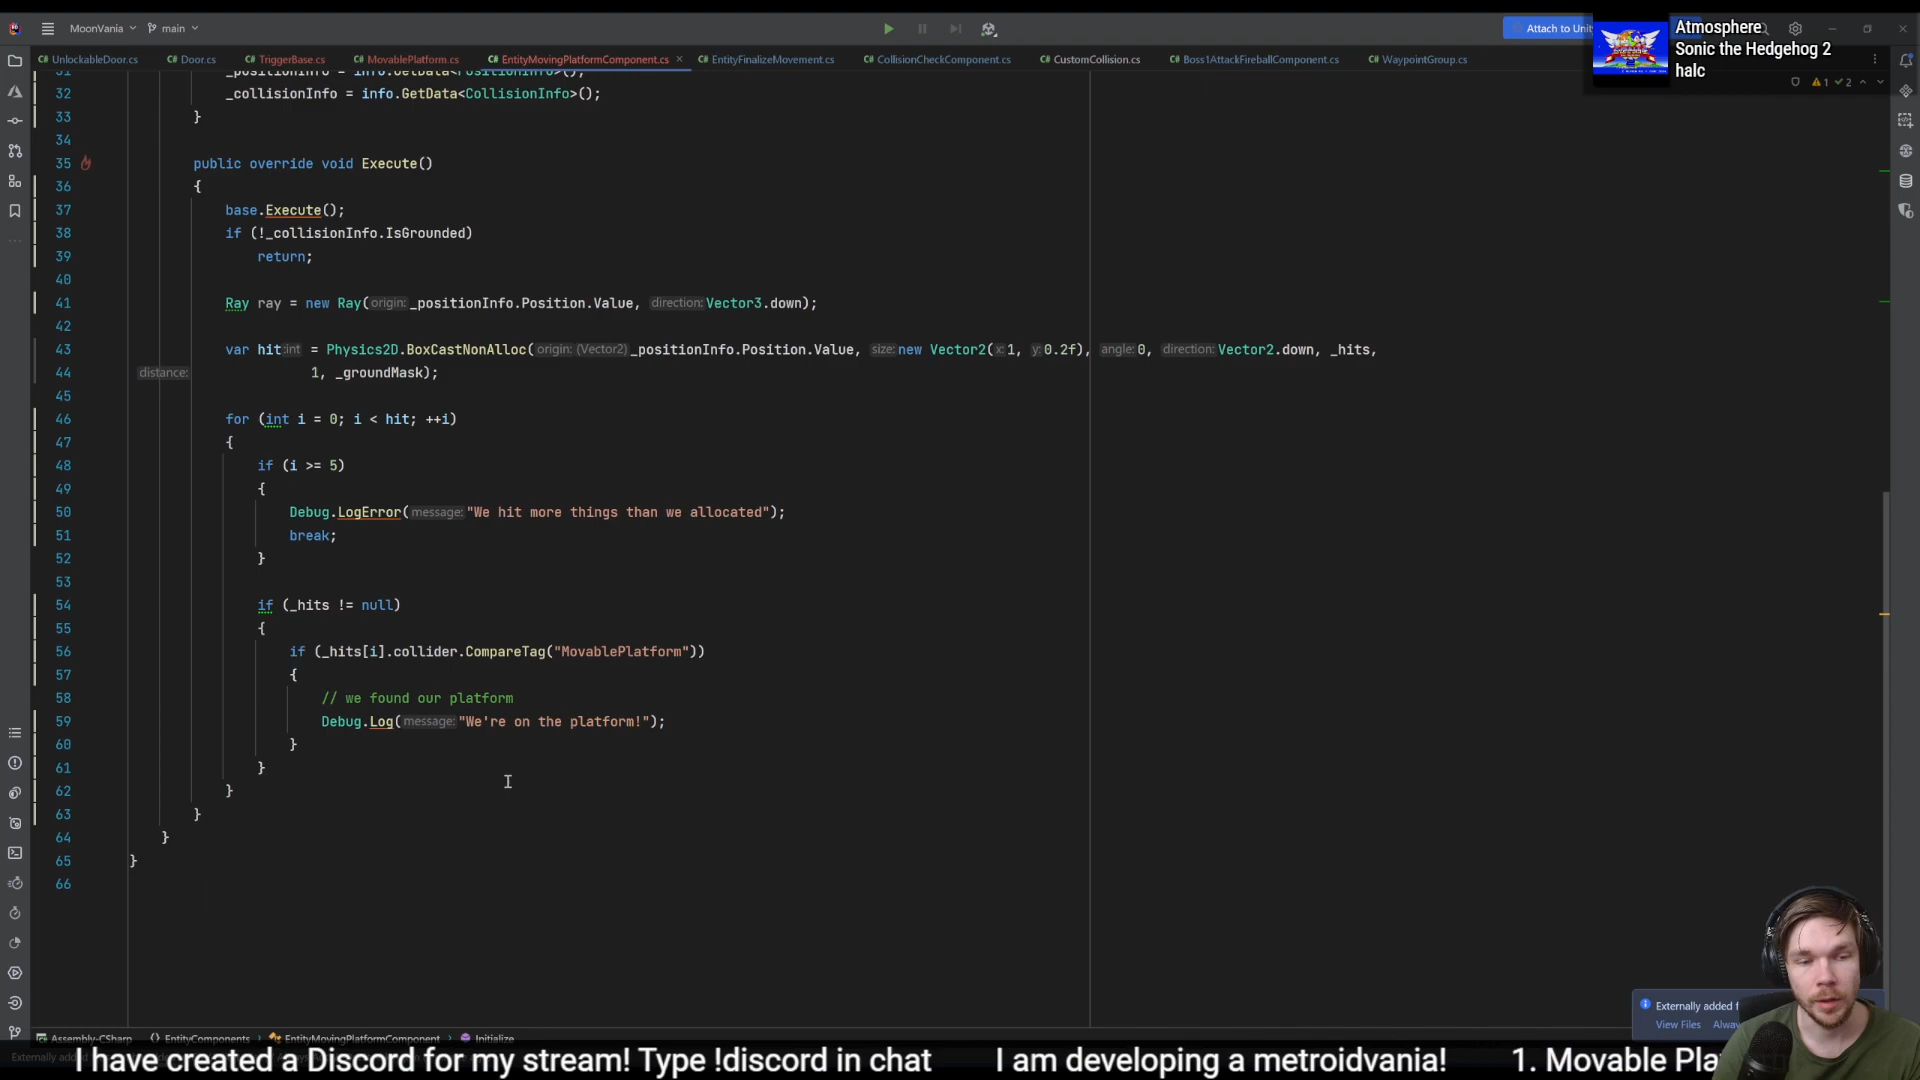 MoonVania
main
Attach to Unity
Atmosphere
Sonic the Hedgehog 2
halc
UnlockableDoor.cs
Door.cs
TriggerBase.cs
MovablePlatform.cs
EntityMovingPlatformComponent.cs
EntityFinalizeMovement.cs
CollisionCheckComponent.cs
CustomCollision.cs
Boss1AttackFireballComponent.cs
WaypointGroup.cs
1 2
31 _positionInfo = info.GetData<PositionInfo>();
32 _collisionInfo = info.GetData<CollisionInfo>();
33 }
34
35 public override void Execute()
36 {
37 base.Execute();
38 if (!_collisionInfo.IsGrounded)
39 return;
40
41 Ray ray = new Ray( origin: _positionInfo.Position.Value, direction: Vector3.down);
42
43 var hit :int = Physics2D.BoxCastNonAlloc( origin: (Vector2) _positionInfo.Position.Value, size: new Vector2( x: 1, y: 0.2f), angle: 0, direction: Vector2.down, _hits,
44 distance: 1, _groundMask);
45
46 for (int i = 0; i < hit; ++i)
47 {
48 if (i >= 5)
49 {
50 Debug.LogError( message: "We hit more things than we allocated");
51 break;
52 }
53
54 if (_hits != null)
55 {
56 if (_hits[i].collider.CompareTag("MovablePlatform"))
57 {
58 // we found our platform
59 Debug.Log( message: "We're on the platform!");
60 }
61 }
62 }
63 }
64 }
65 }
66
Externally added f
View Files Alway
Assembly-CSharp
EntityComponents
EntityMovingPlatformComponent
Initialize
I have created a Discord for my stream! Type !discord in chat
I am developing a metroidvania!
1. Movable Pla